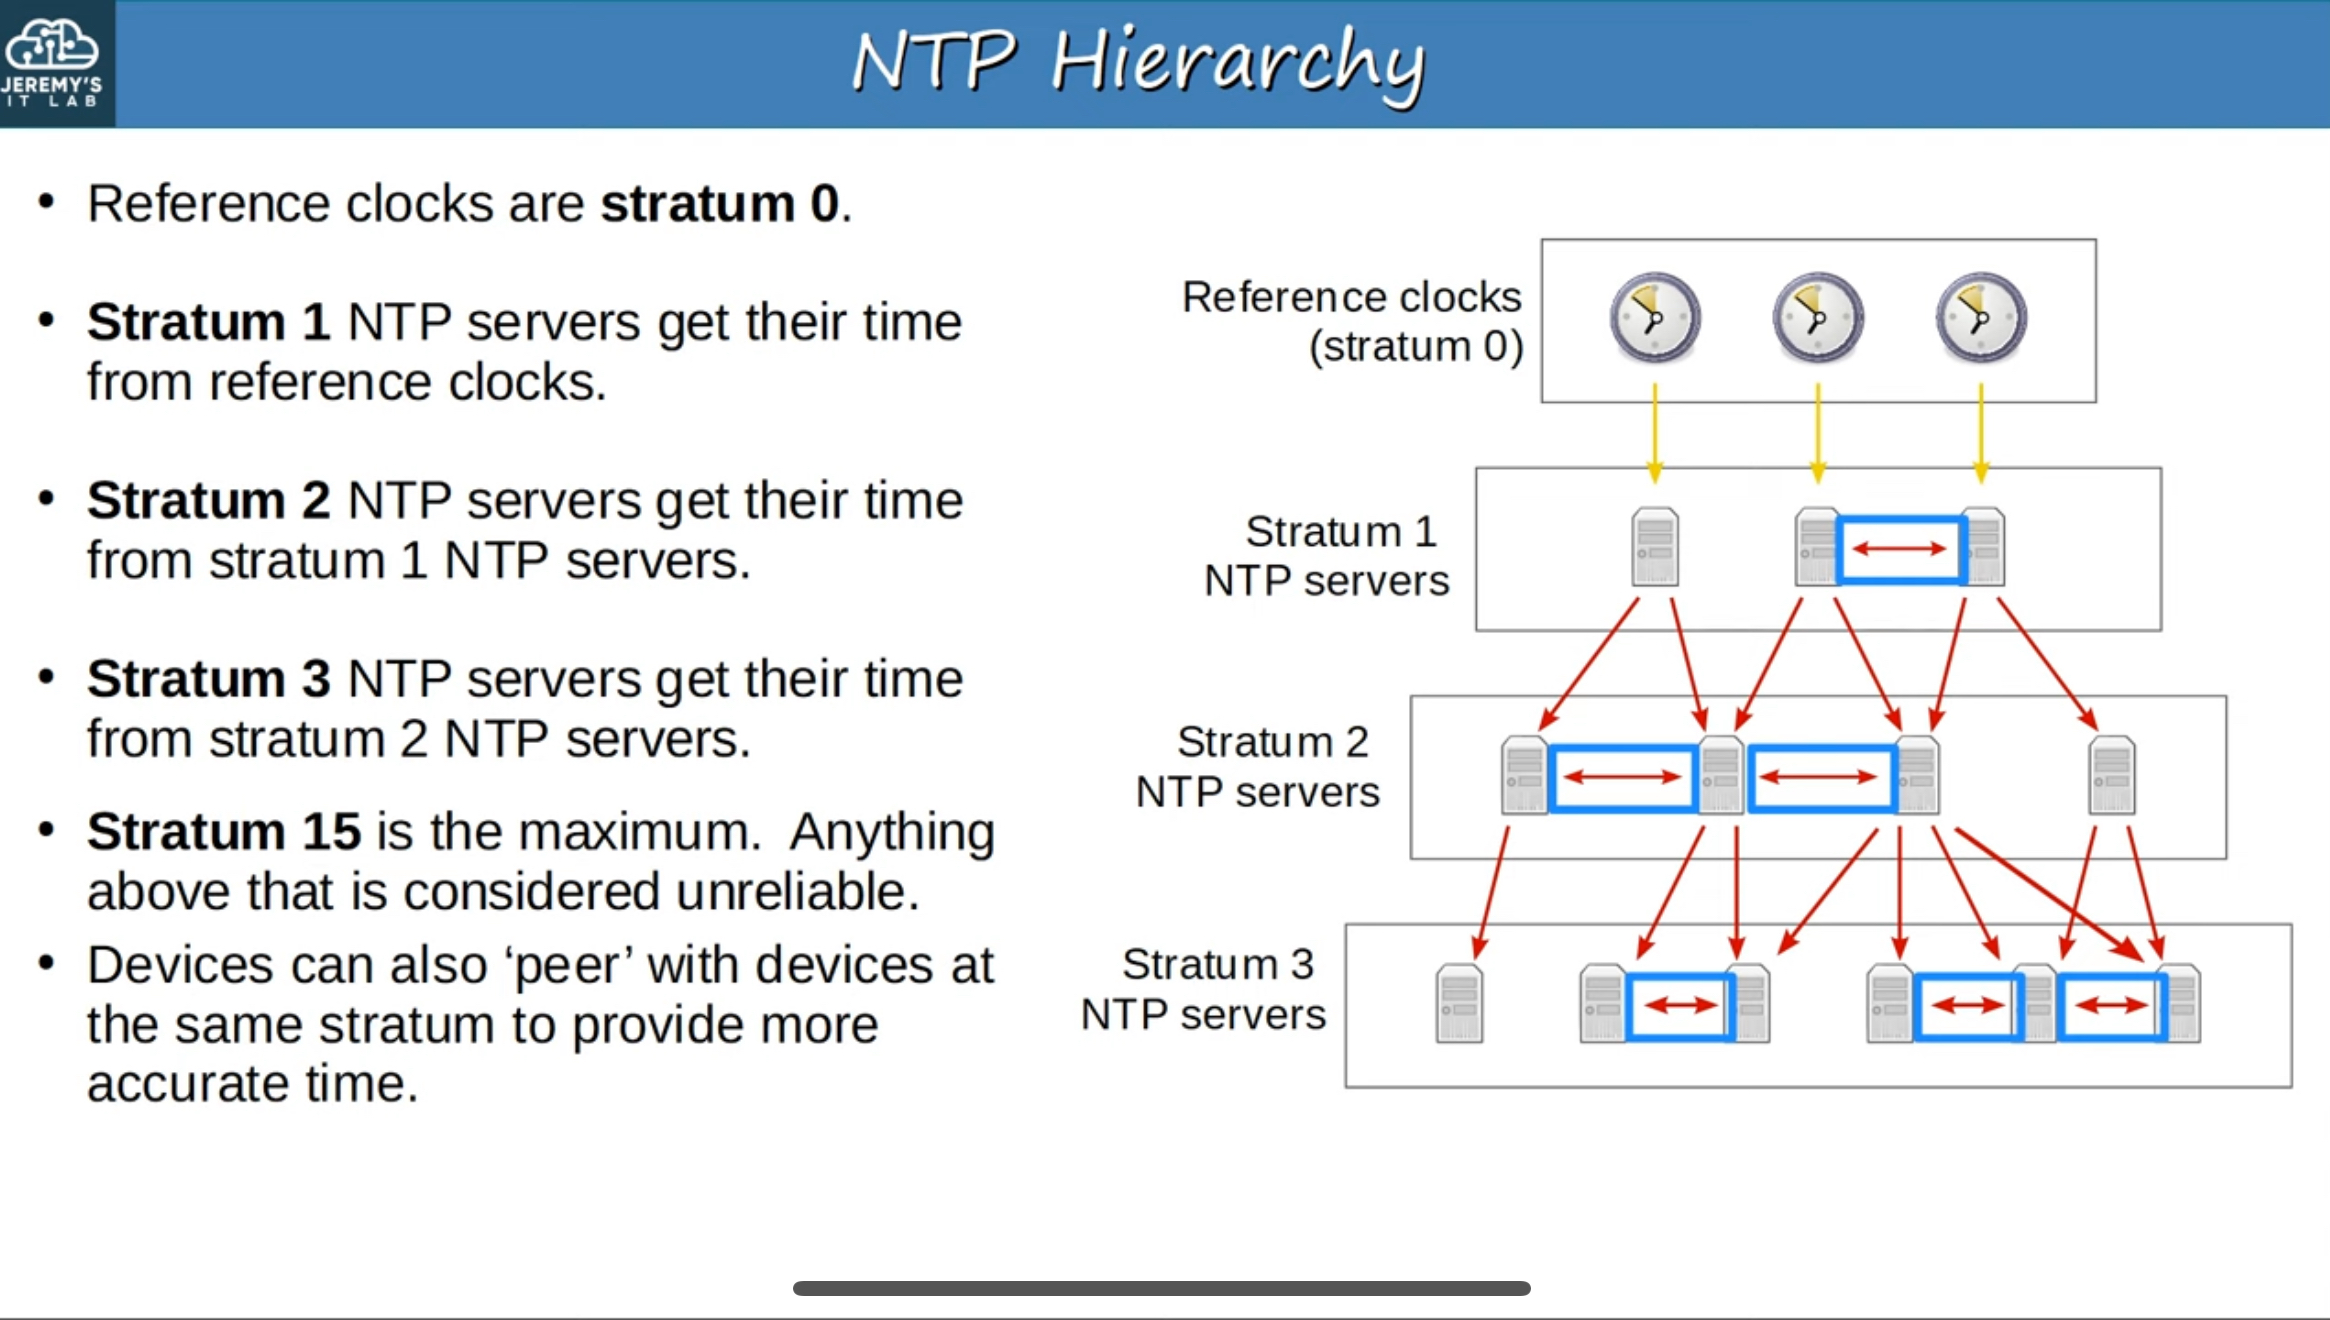 JEREMY'S
IT LAB
NTP Hierarchy
• Reference clocks are stratum 0.
• Stratum 1 NTP servers get their time
from reference clocks.
• Stratum 2 NTP servers get their time
from stratum 1 NTP servers.
• Stratum 3 NTP servers get their time
from stratum 2 NTP servers.
• Stratum 15 is the maximum.  Anything
above that is considered unreliable.
• Devices can also ‘peer’ with devices at
the same stratum to provide more
accurate time.
Reference clocks
(stratum 0)
Stratum 1
NTP servers
Stratum 2
NTP servers
Stratum 3
NTP servers